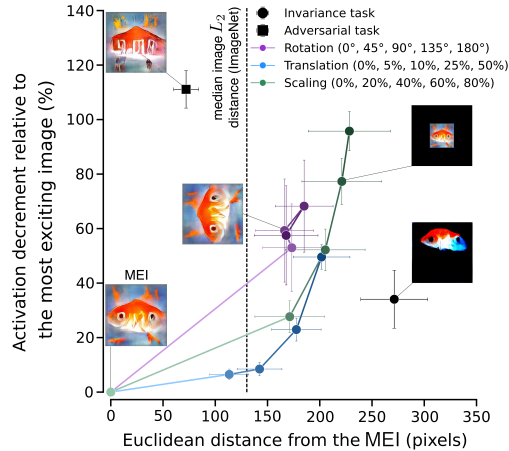 Activation decrement relative to
the most exciting image (%)
140
120
100
80
60
40
20
0
median image L2
distance (ImageNet)
Invariance task
Adversarial task
Rotation (0°, 45°, 90°, 135°, 180°)
Translation (0%, 5%, 10%, 25%, 50%)
Scaling (0%, 20%, 40%, 60%, 80%)
MEI
0
50
100
150
200
250
300
350
Euclidean distance from the MEI (pixels)